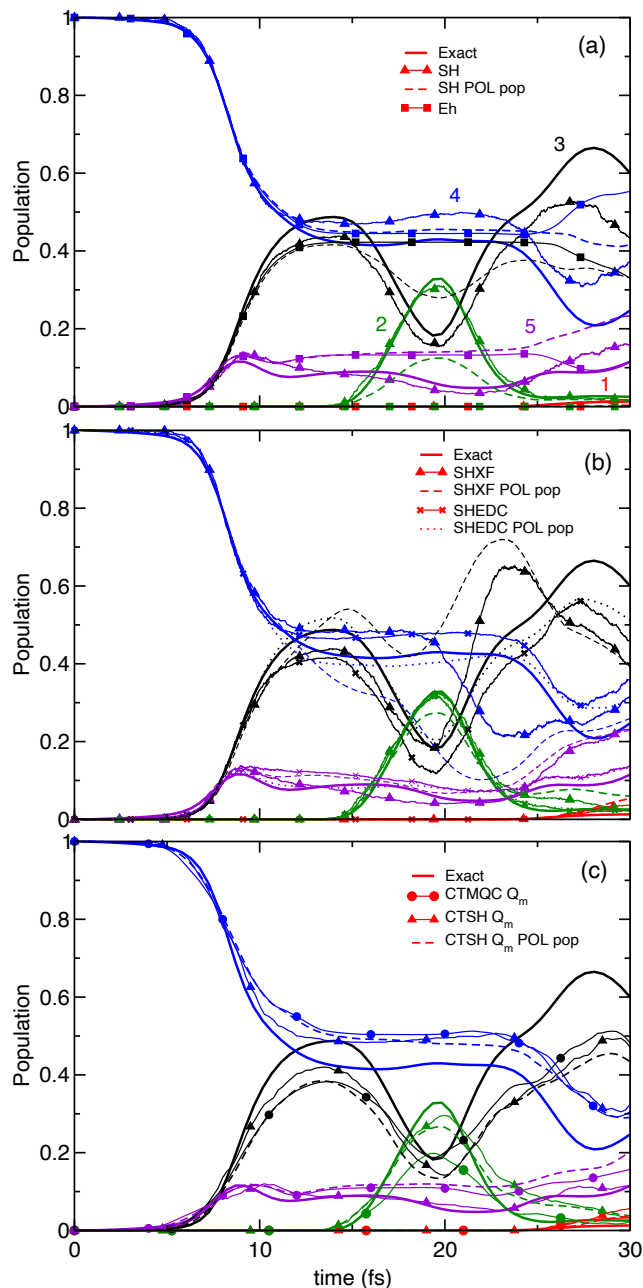 1
(a)
Exact
SH
SH POL pop
Eh
0.8
3
0.6
Population
4
0.4
2
5
0.2
1
0
1
(b)
Exact
SHXF
SHXF POL pop
SHEDC
SHEDC POL pop
0.8
0.6
Population
0.4
0.2
0
1
(c)
Exact
CTMQC Qm
CTSH Qm
CTSH Qm POL pop
0.8
0.6
Population
0.4
0.2
0
0 10 20 30
time (fs)